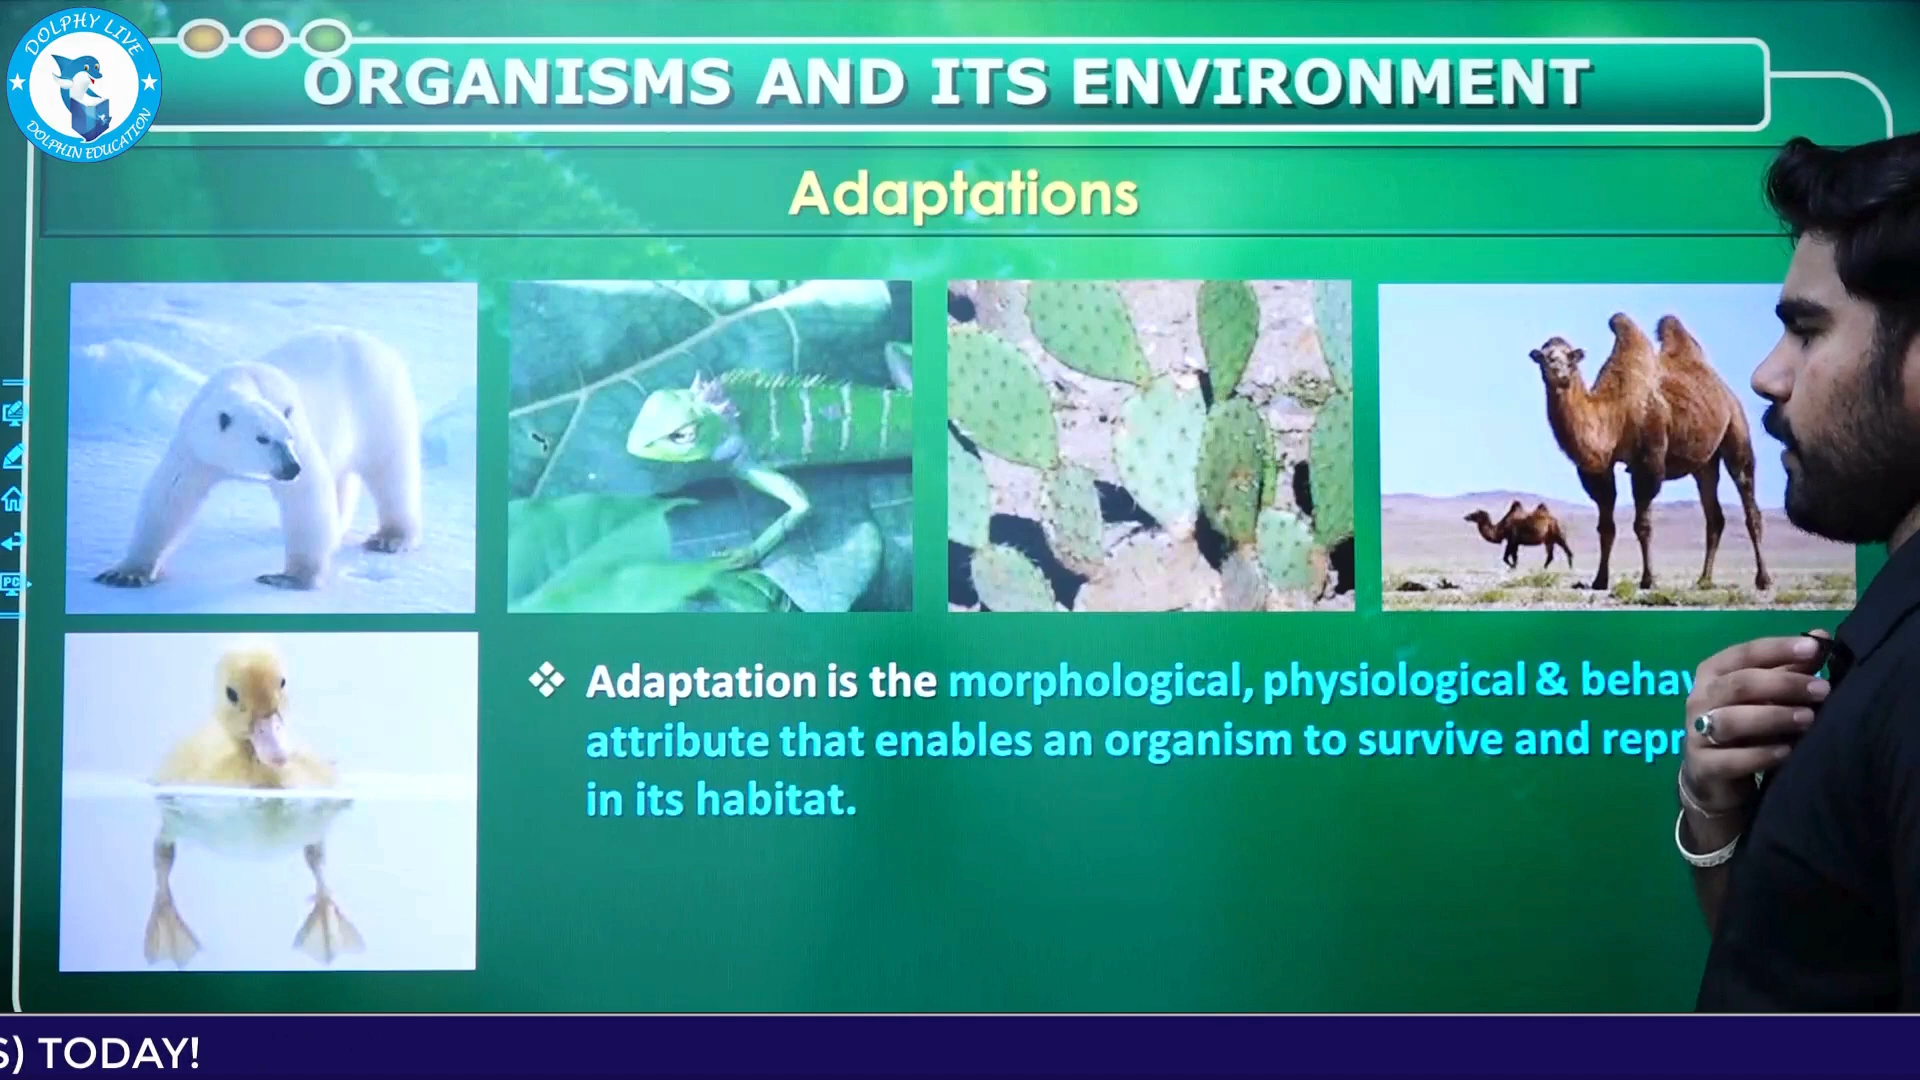 DOLPHY LIVE
DOLPHIN EDUCATION
ORGANISMS AND ITS ENVIRONMENT
Adaptations
PC
❖ Adaptation is the morphological, physiological & behav
attribute that enables an organism to survive and repr
in its habitat.
S) TODAY!